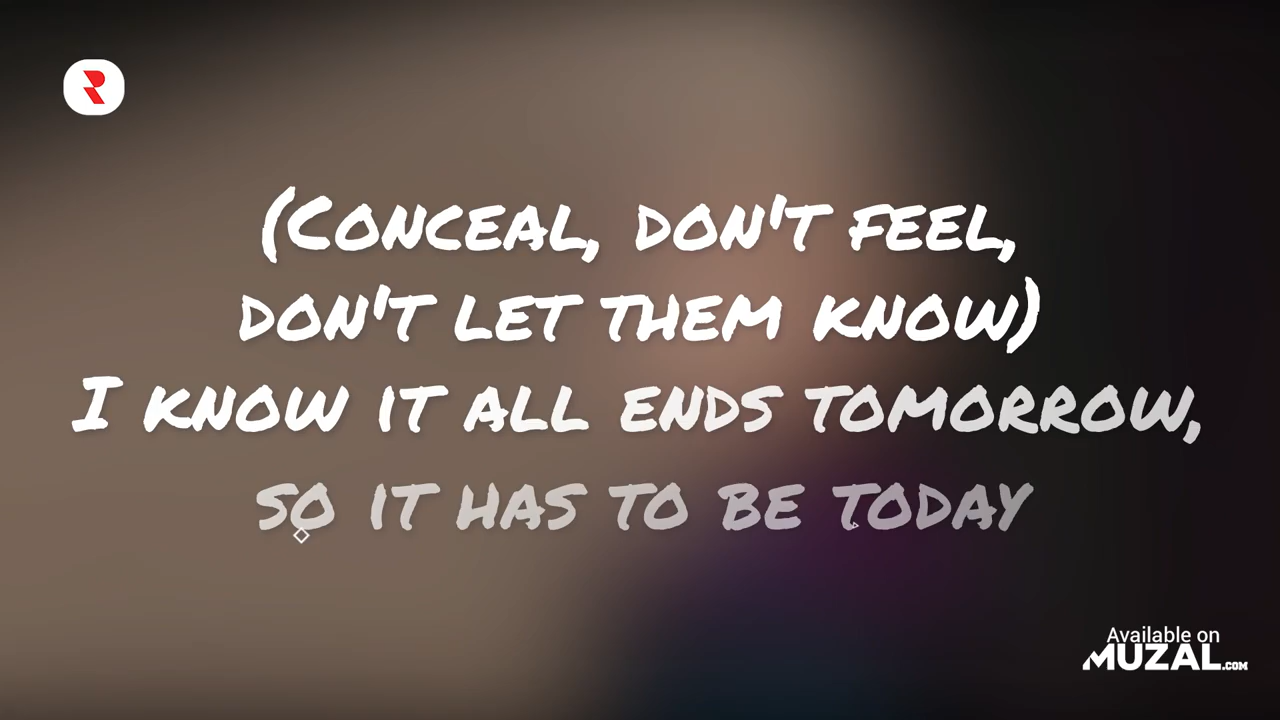 (CONCEAL, DON'T FEEL,
DON'T LET THEM KNOW)
I KNOW IT ALL ENDS TOMORROW,
SO IT HAS TO BE TODAY
Available on
MUZAL.COM